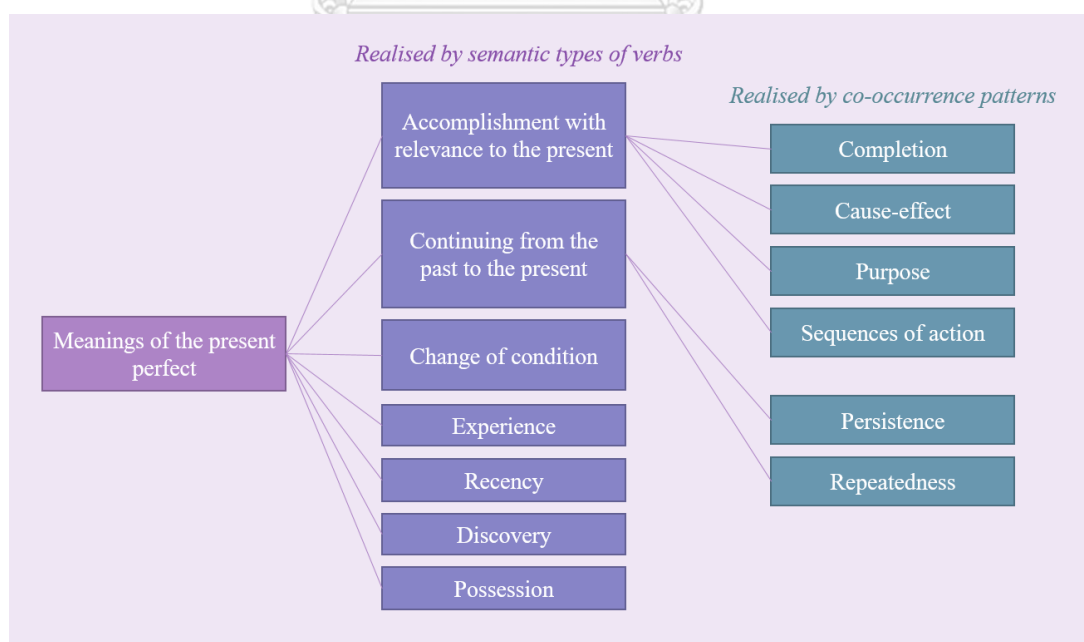 Realised by semantic types of verbs
Realised by co-occurrence patterns
Meanings of the present
perfect
Accomplishment with
relevance to the present
Continuing from the
past to the present
Change of condition
Experience
Recency
Discovery
Possession
Completion
Cause-effect
Purpose
Sequences of action
Persistence
Repeatedness